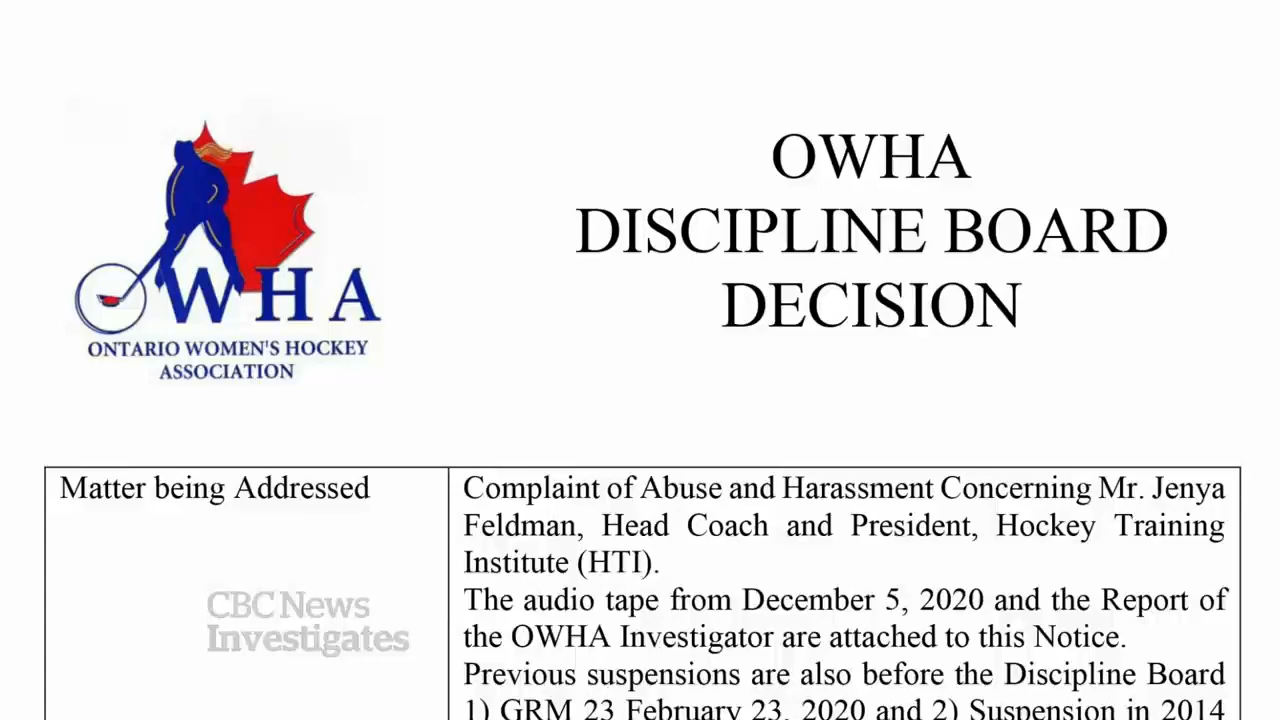 OWHA
ONTARIO WOMEN'S HOCKEY
ASSOCIATION
OWHA
DISCIPLINE BOARD
DECISION
Matter being Addressed
Complaint of Abuse and Harassment Concerning Mr. Jenya
Feldman, Head Coach and President, Hockey Training
Institute (HTI).
The audio tape from December 5, 2020 and the Report of
the OWHA Investigator are attached to this Notice.
Previous suspensions are also before the Discipline Board
1) GRM 23 February 23, 2020 and 2) Suspension in 2014
CBC News
Investigates